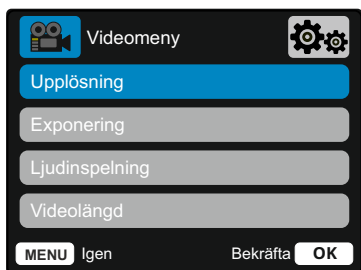 Videomeny
Upplösning
Exponering
Ljudinspelning
Videolängd
MENU Igen Bekräfta OK